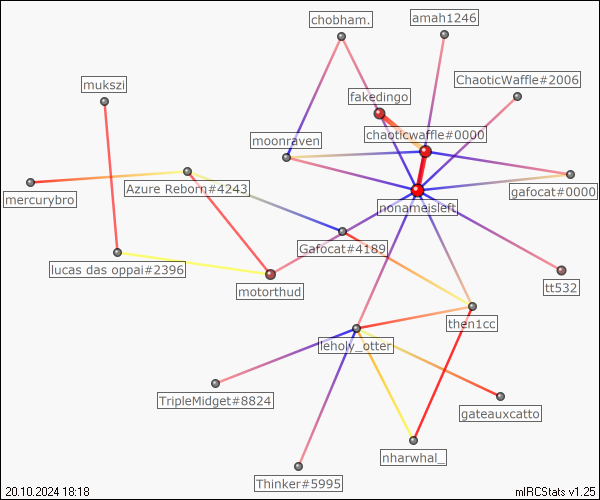 chobham.
amah1246
mukszi
ChaoticWaffle#2006
fakedingo
chaoticwaffle#0000
moonraven
mercurybro
Azure Reborn#4243
gafocat#0000
nonameisleft
Gafocat#4189
lucas das oppai#2396
motorthud
tt532
then1cc
leholy_otter
TripleMidget#8824
gateauxcatto
nharwhal_
Thinker#5995
20.10.2024 18:18
mIRCStats v1.25